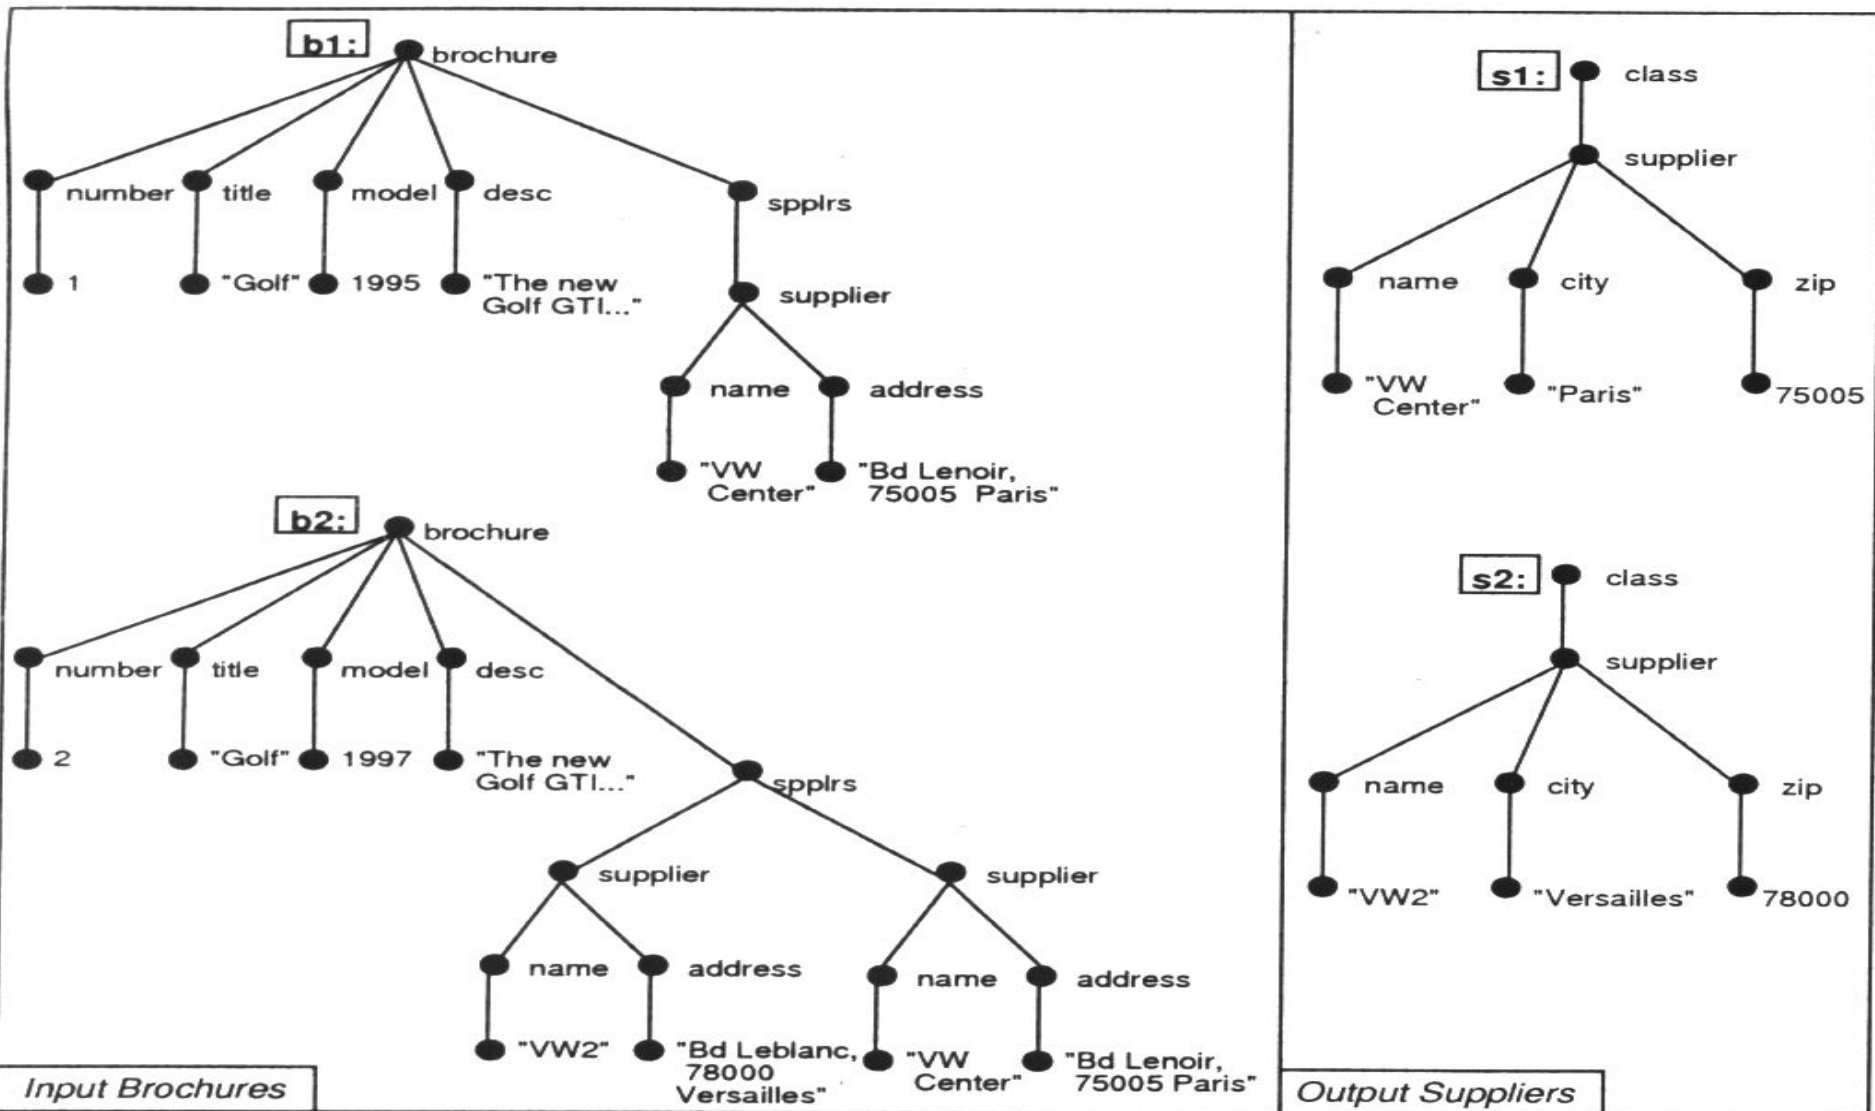 b1: brochure
number title model desc
spplrs
1 "Golf" 1995 "The new
Golf GTI..."
supplier
name address
"VW
Center"
"Bd Lenoir,
75005 Paris"
b2: brochure
number title model desc
2 "Golf" 1997 "The new
Golf GTI..."
spplrs
supplier supplier
name address name address
"VW2"
"Bd Leblanc,
78000
Versailles"
"VW
Center"
"Bd Lenoir,
75005 Paris"
Input Brochures
s1: class
supplier
name city zip
"VW
Center"
"Paris"
75005
s2: class
supplier
name city zip
"VW2" "Versailles" 78000
Output Suppliers